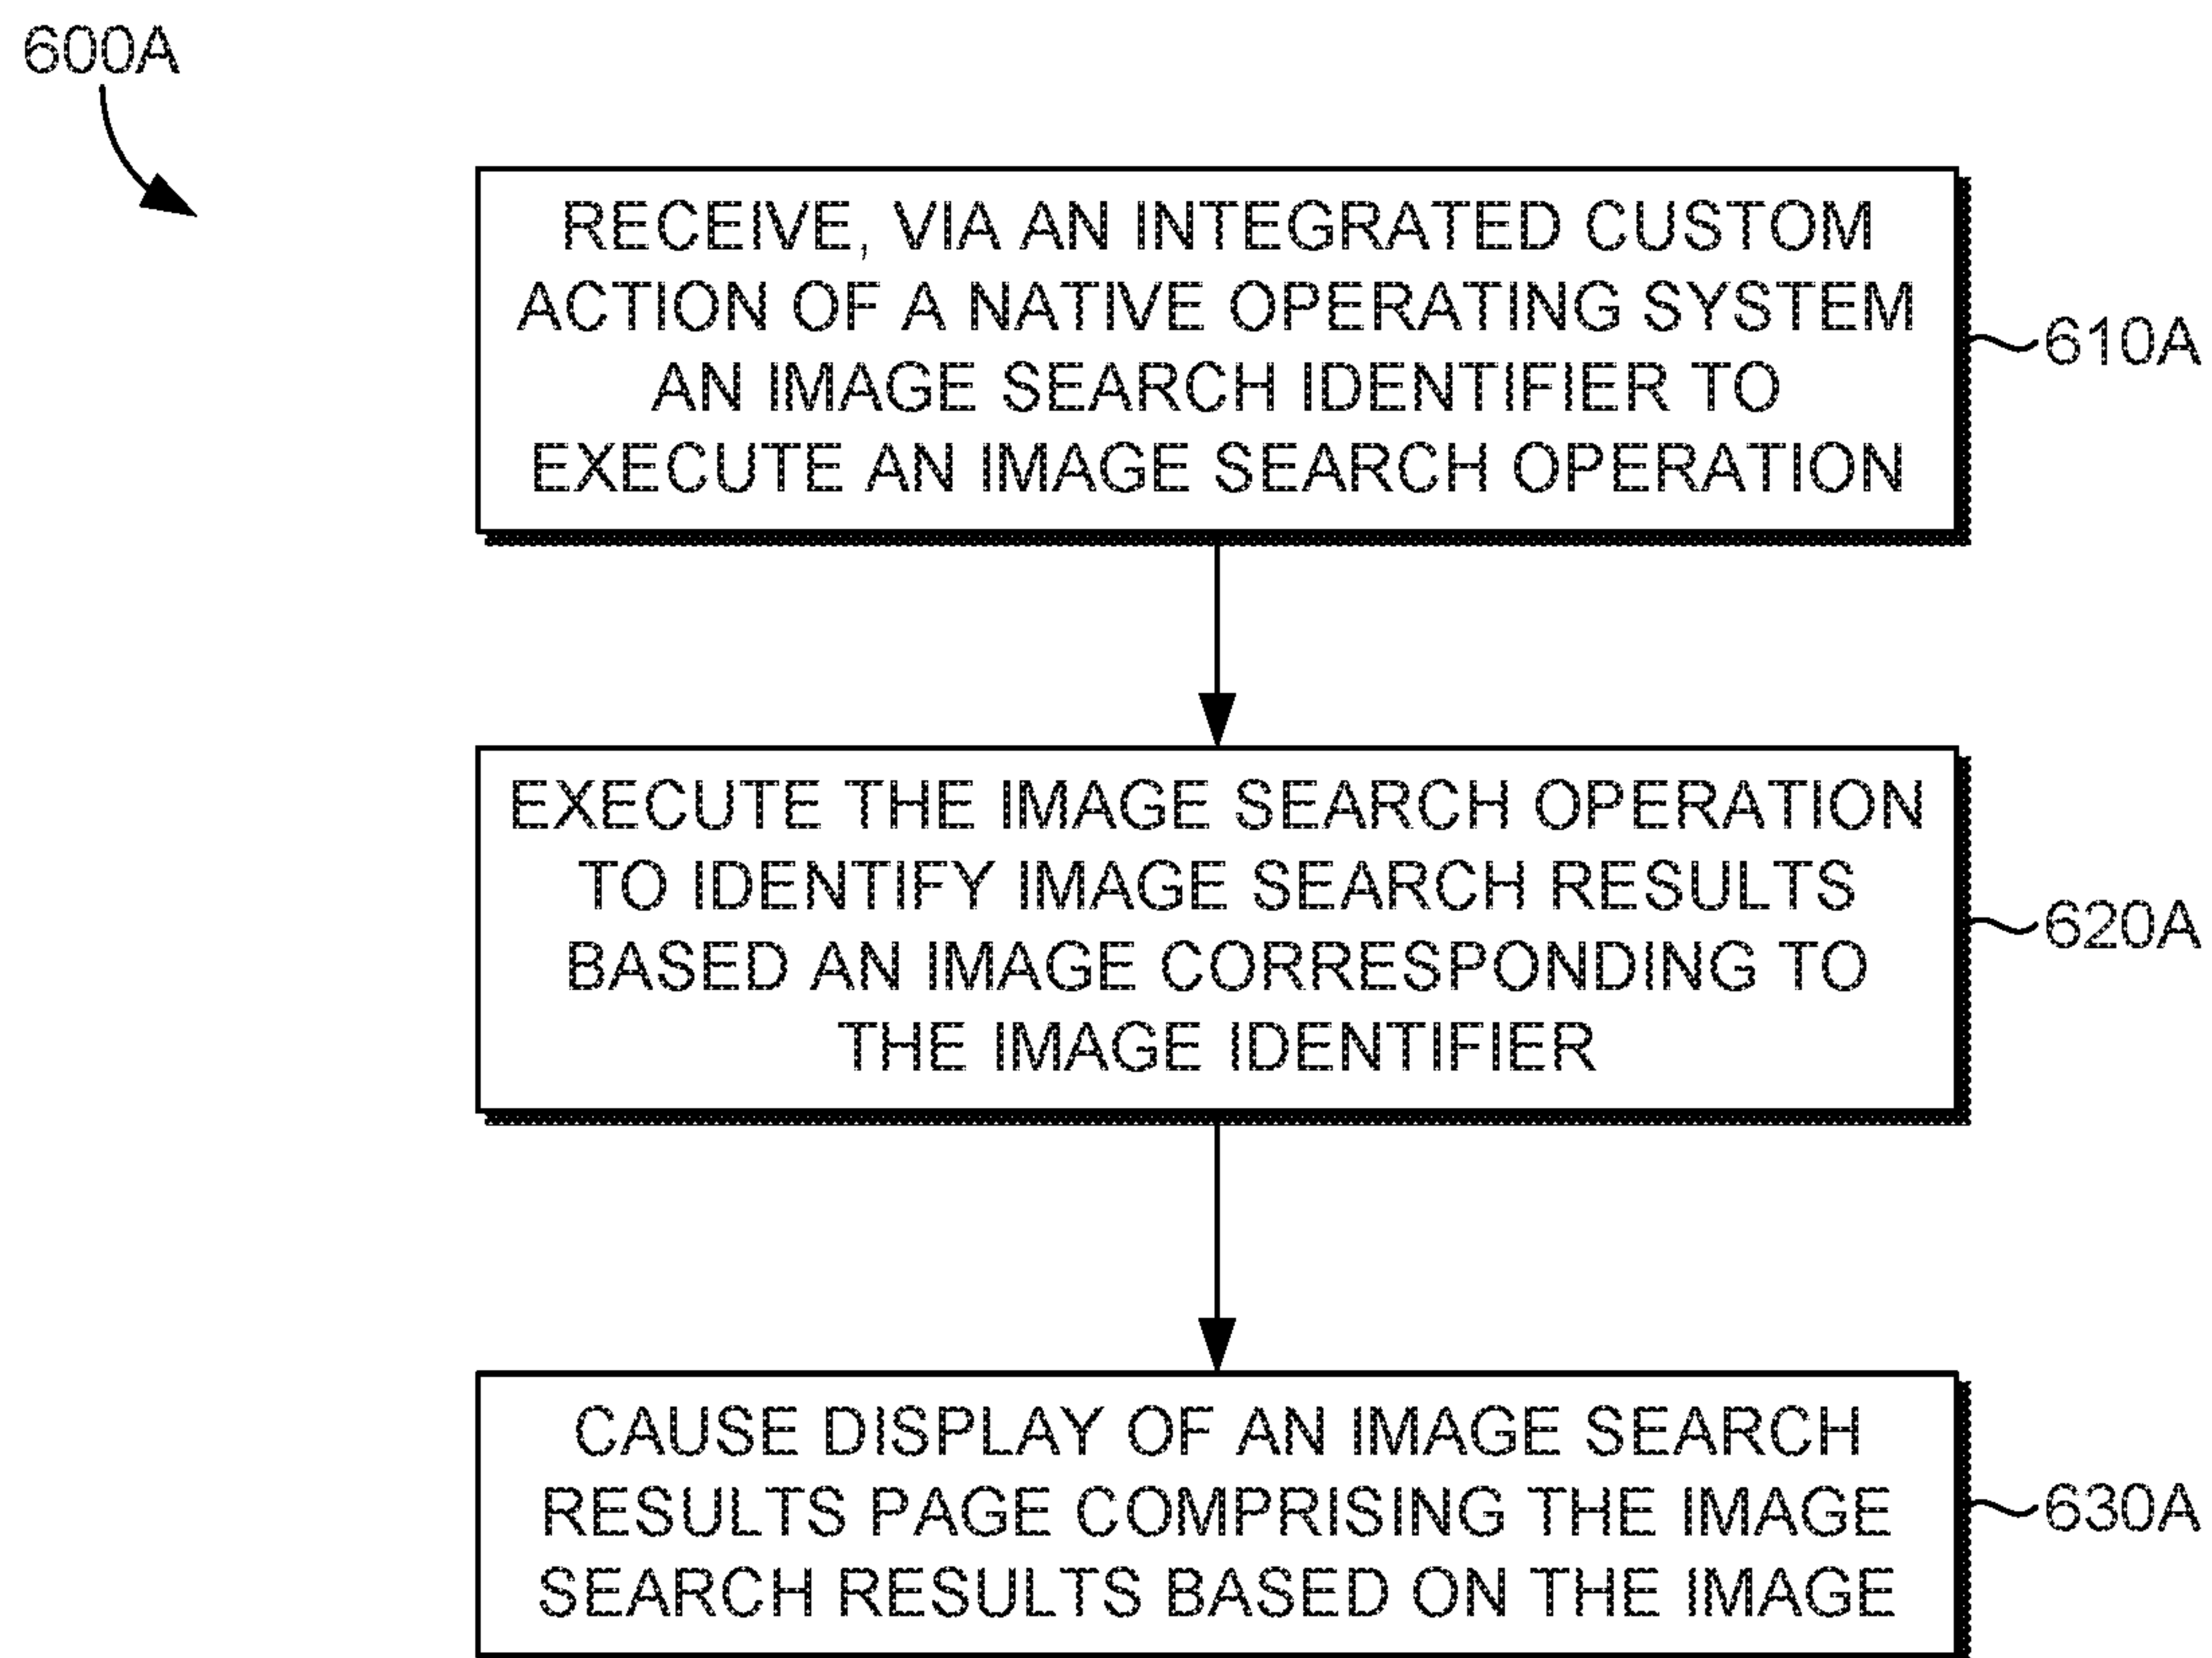 600A
RECEIVE, VIA AN INTEGRATED CUSTOM
ACTION OF A NATIVE OPERATING SYSTEM
AN IMAGE SEARCH IDENTIFIER TO
EXECUTE AN IMAGE SEARCH OPERATION
610A
EXECUTE THE IMAGE SEARCH OPERATION
TO IDENTIFY IMAGE SEARCH RESULTS
BASED AN IMAGE CORRESPONDING TO
THE IMAGE IDENTIFIER
620A
CAUSE DISPLAY OF AN IMAGE SEARCH
RESULTS PAGE COMPRISING THE IMAGE
SEARCH RESULTS BASED ON THE IMAGE
630A